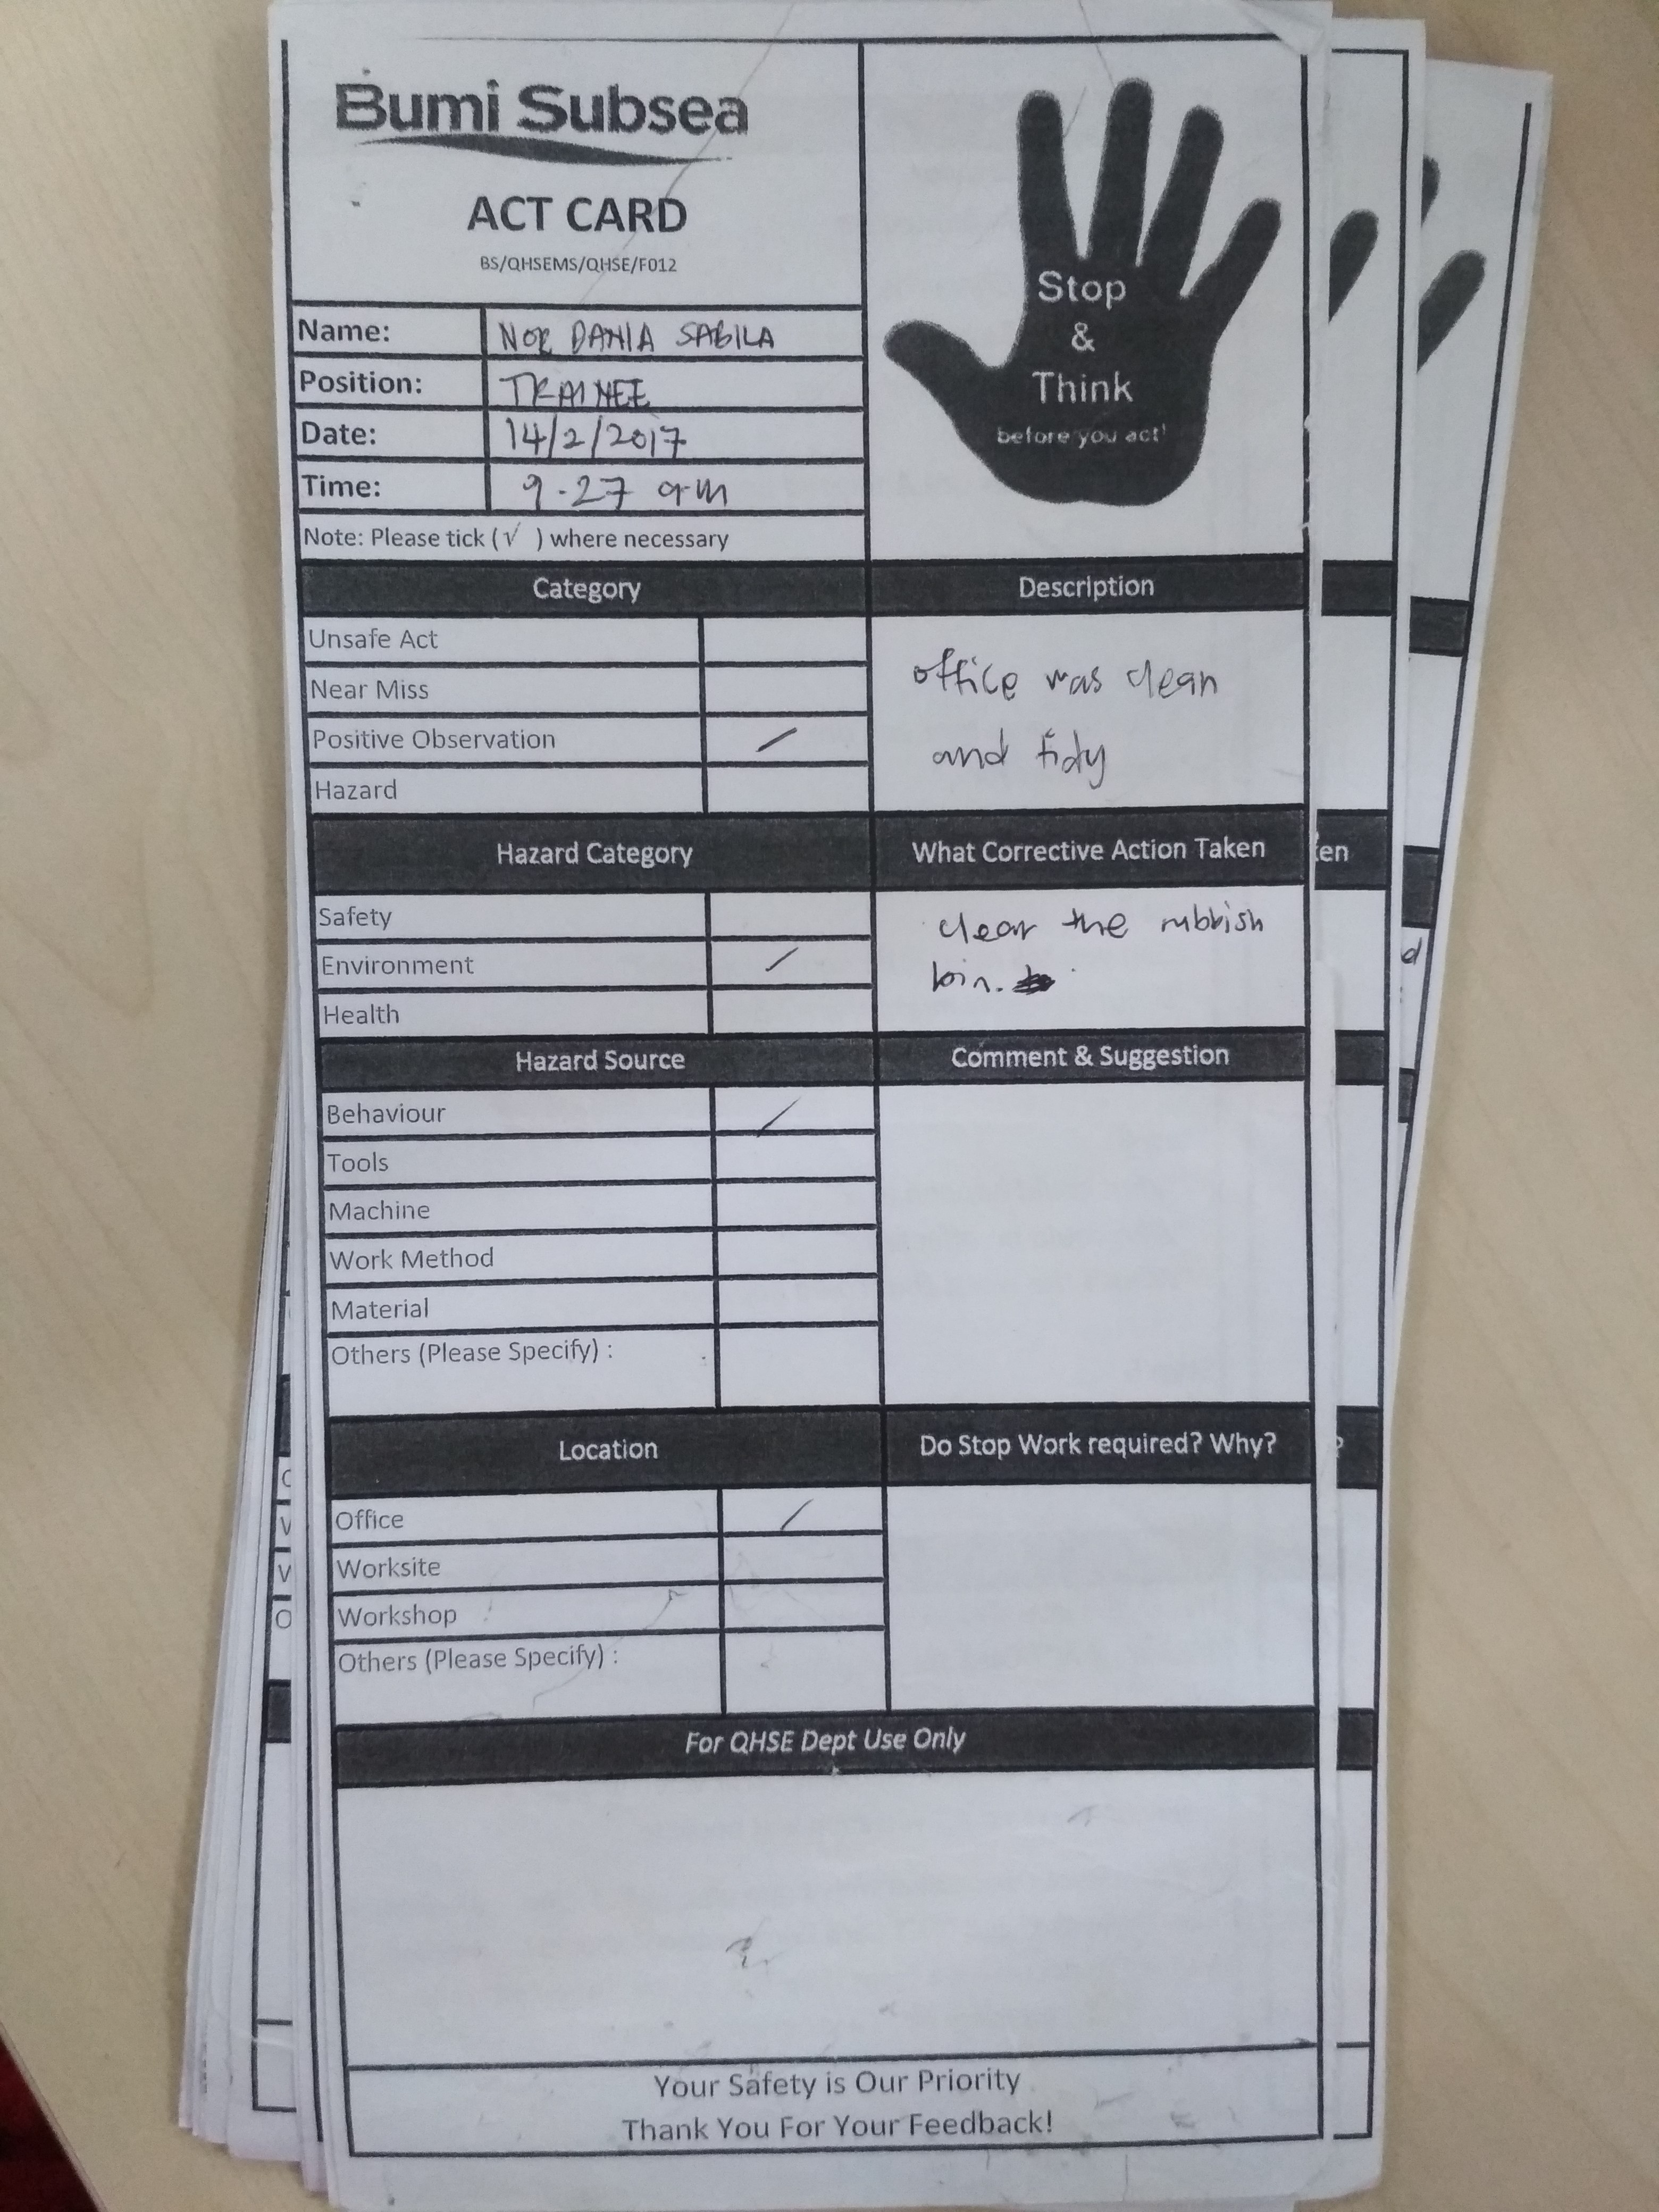 Bumi Subsea
ACT CARD
BS/QHSEMS/QHSE/F012
Stop
&
Think
before you act!
Name: NOR DANIA SABILA
Position: TRAINEE
Date: 14/2/2017
Time: 9.27 am
Note: Please tick (√ ) where necessary
Category
Description
Unsafe Act
Near Miss
Positive Observation /
Hazard
office was clean
and tidy
Hazard Category
What Corrective Action Taken
Safety
Environment /
Health
clear the rubbish
bin.
Hazard Source
Comment & Suggestion
Behaviour /
Tools
Machine
Work Method
Material
Others (Please Specify) :
Location
Do Stop Work required? Why?
Office /
Worksite
Workshop
Others (Please Specify) :
For QHSE Dept Use Only
Your Safety is Our Priority
Thank You For Your Feedback!